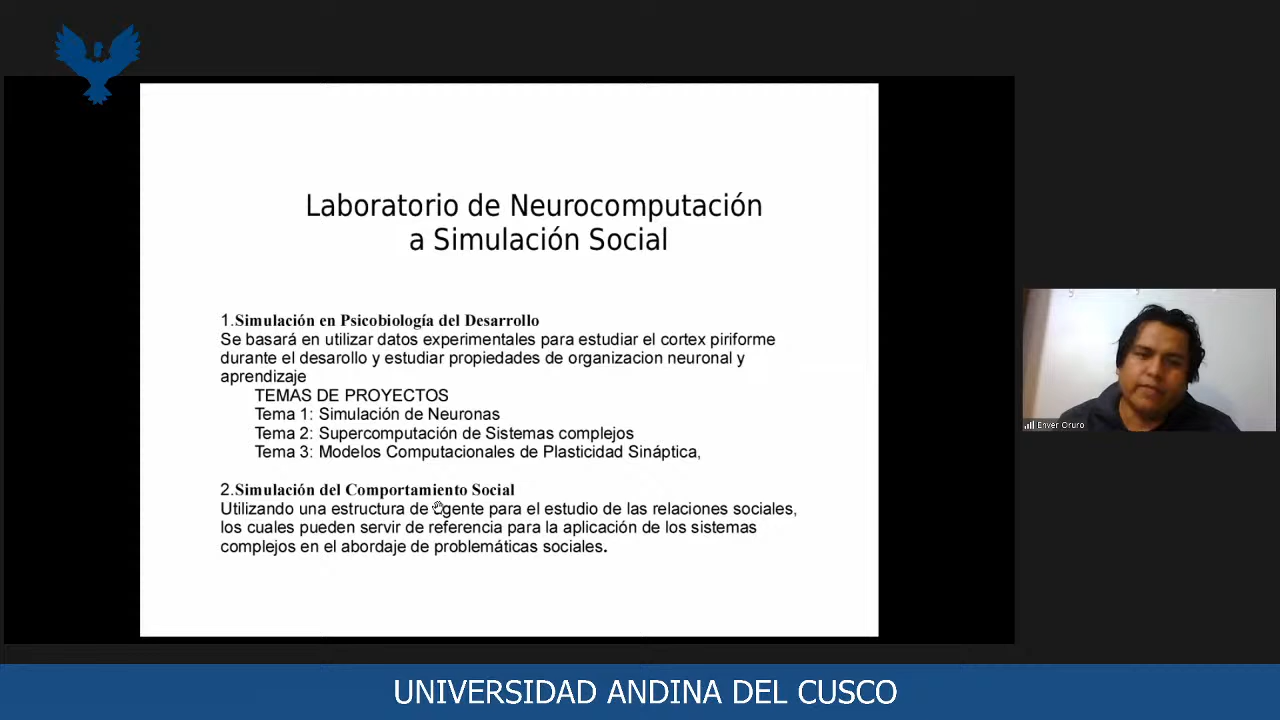 Laboratorio de Neurocomputación
a Simulación Social
1.Simulación en Psicobiología del Desarrollo
Se basará en utilizar datos experimentales para estudiar el cortex piriforme
durante el desarollo y estudiar propiedades de organizacion neuronal y
aprendizaje
TEMAS DE PROYECTOS
Tema 1: Simulación de Neuronas
Tema 2: Supercomputación de Sistemas complejos
Tema 3: Modelos Computacionales de Plasticidad Sináptica,
2.Simulación del Comportamiento Social
Utilizando una estructura de agente para el estudio de las relaciones sociales,
los cuales pueden servir de referencia para la aplicación de los sistemas
complejos en el abordaje de problemáticas sociales.
Enver Oruro
UNIVERSIDAD ANDINA DEL CUSCO